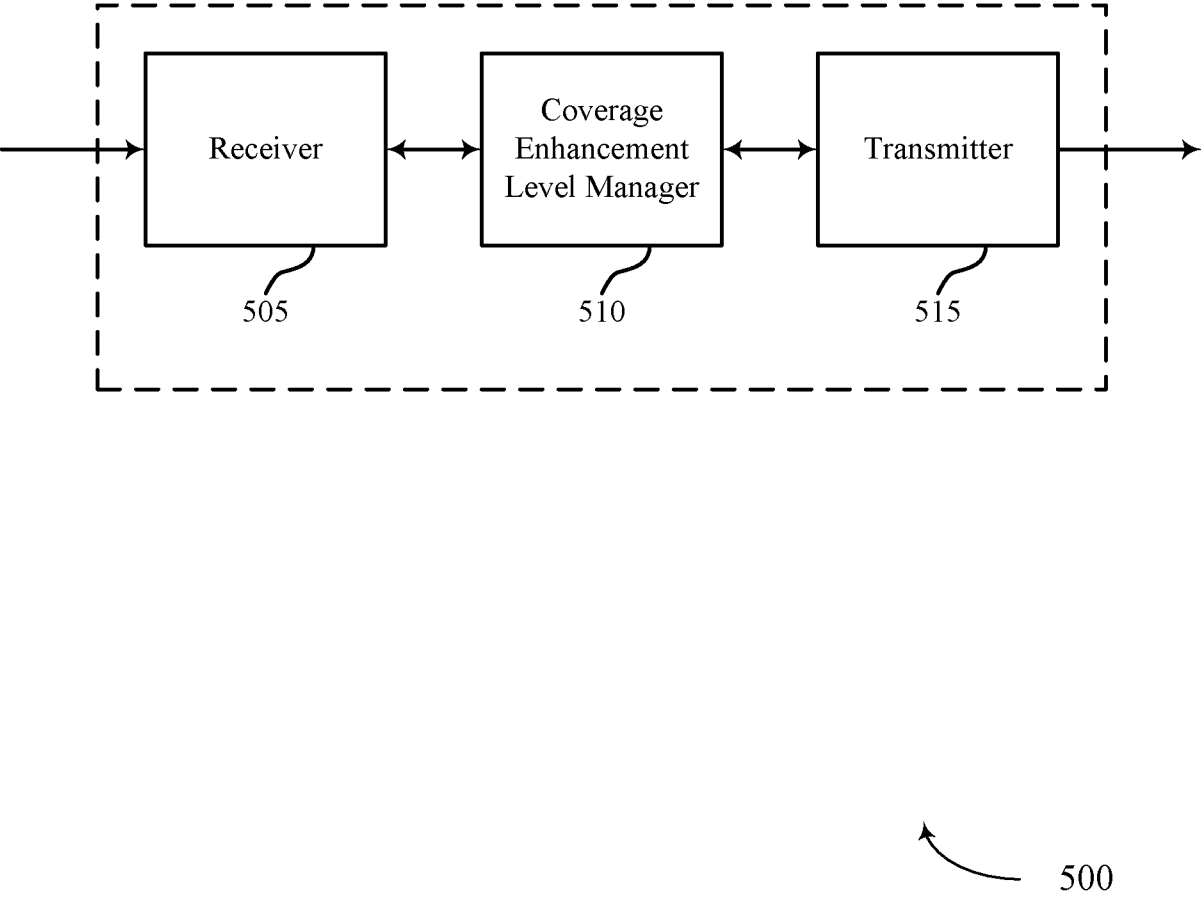 Receiver
Coverage
Enhancement
Level Manager
Transmitter
505
510
515
500